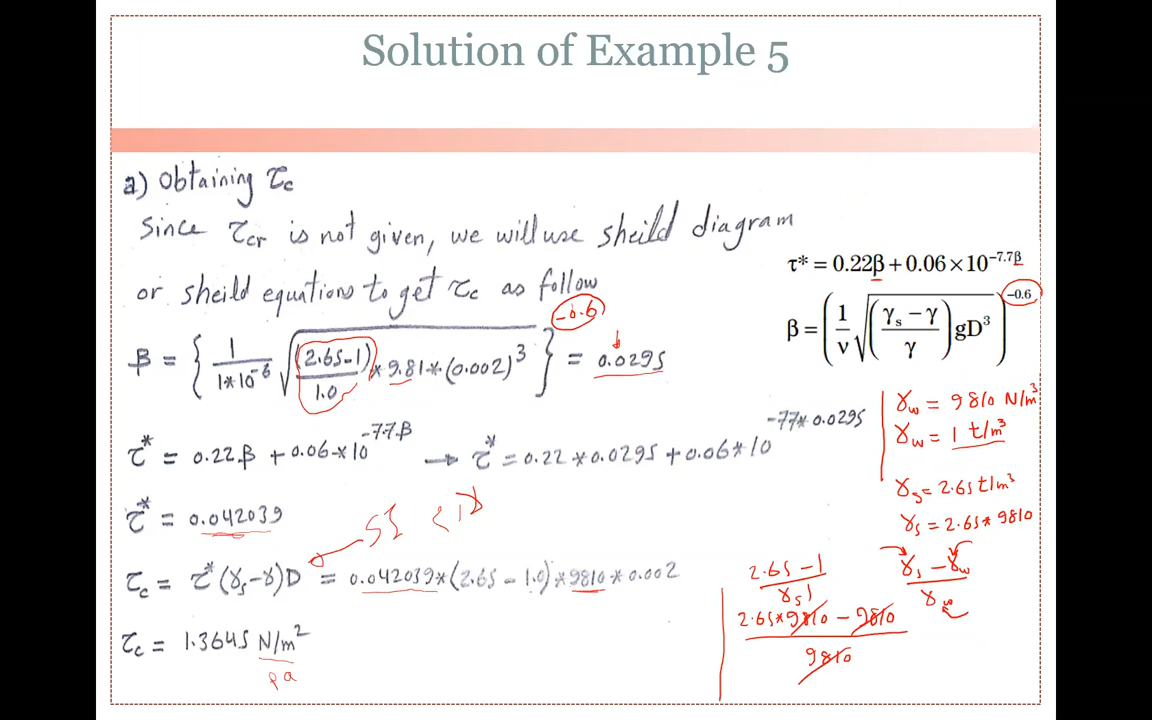 Solution of Example 5
a) Obtaining τc
Since τcr is not given, we will use sheild diagram
or sheild equations to get τc as follow
τ* = 0.22β + 0.06 × 10^−7.7β
β = (1/ν √((γs − γ)/γ) gD³)^−0.6
β = { 1/(1*10^-6) √((2.65-1)/1.0 * 9.81 * (0.002)³ }^-0.6 = 0.0295
γw = 9810 N/m³
γw = 1 t/m³
γs = 2.65 t/m³
γs = 2.65*9810
τ* = 0.22β + 0.06*10^-7.7β → τ* = 0.22*0.0295 + 0.06*10^-77*0.0295
τ* = 0.042039
SI
τc = τ*(γs-γ)D = 0.042039*(2.65-1.0)*9810*0.002
τc = 1.3645 N/m²
Pa
2.65-1
γs 1
γs - γw
γw
2.65*9810 - 9810
9810